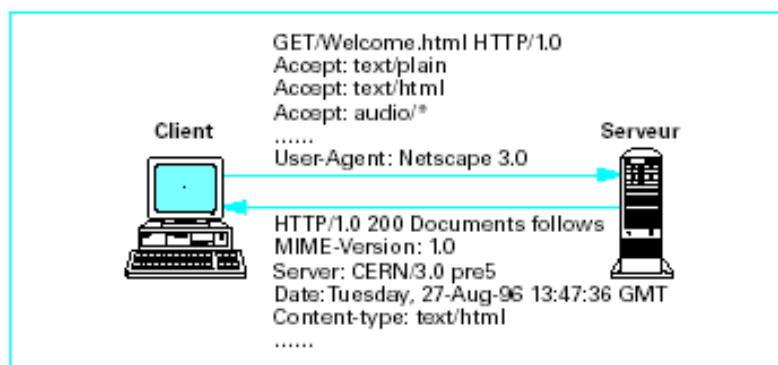 GET/Welcome.html HTTP/1.0
Accept: text/plain
Accept: text/html
Accept: audio/*
Client
......
Serveur
User-Agent: Netscape 3.0
HTTP/1.0 200 Documents follows
MIME-Version: 1.0
Server: CERN/3.0 pre5
Date:Tuesday, 27-Aug-96 13:47:36 GMT
Content-type: text/html
......